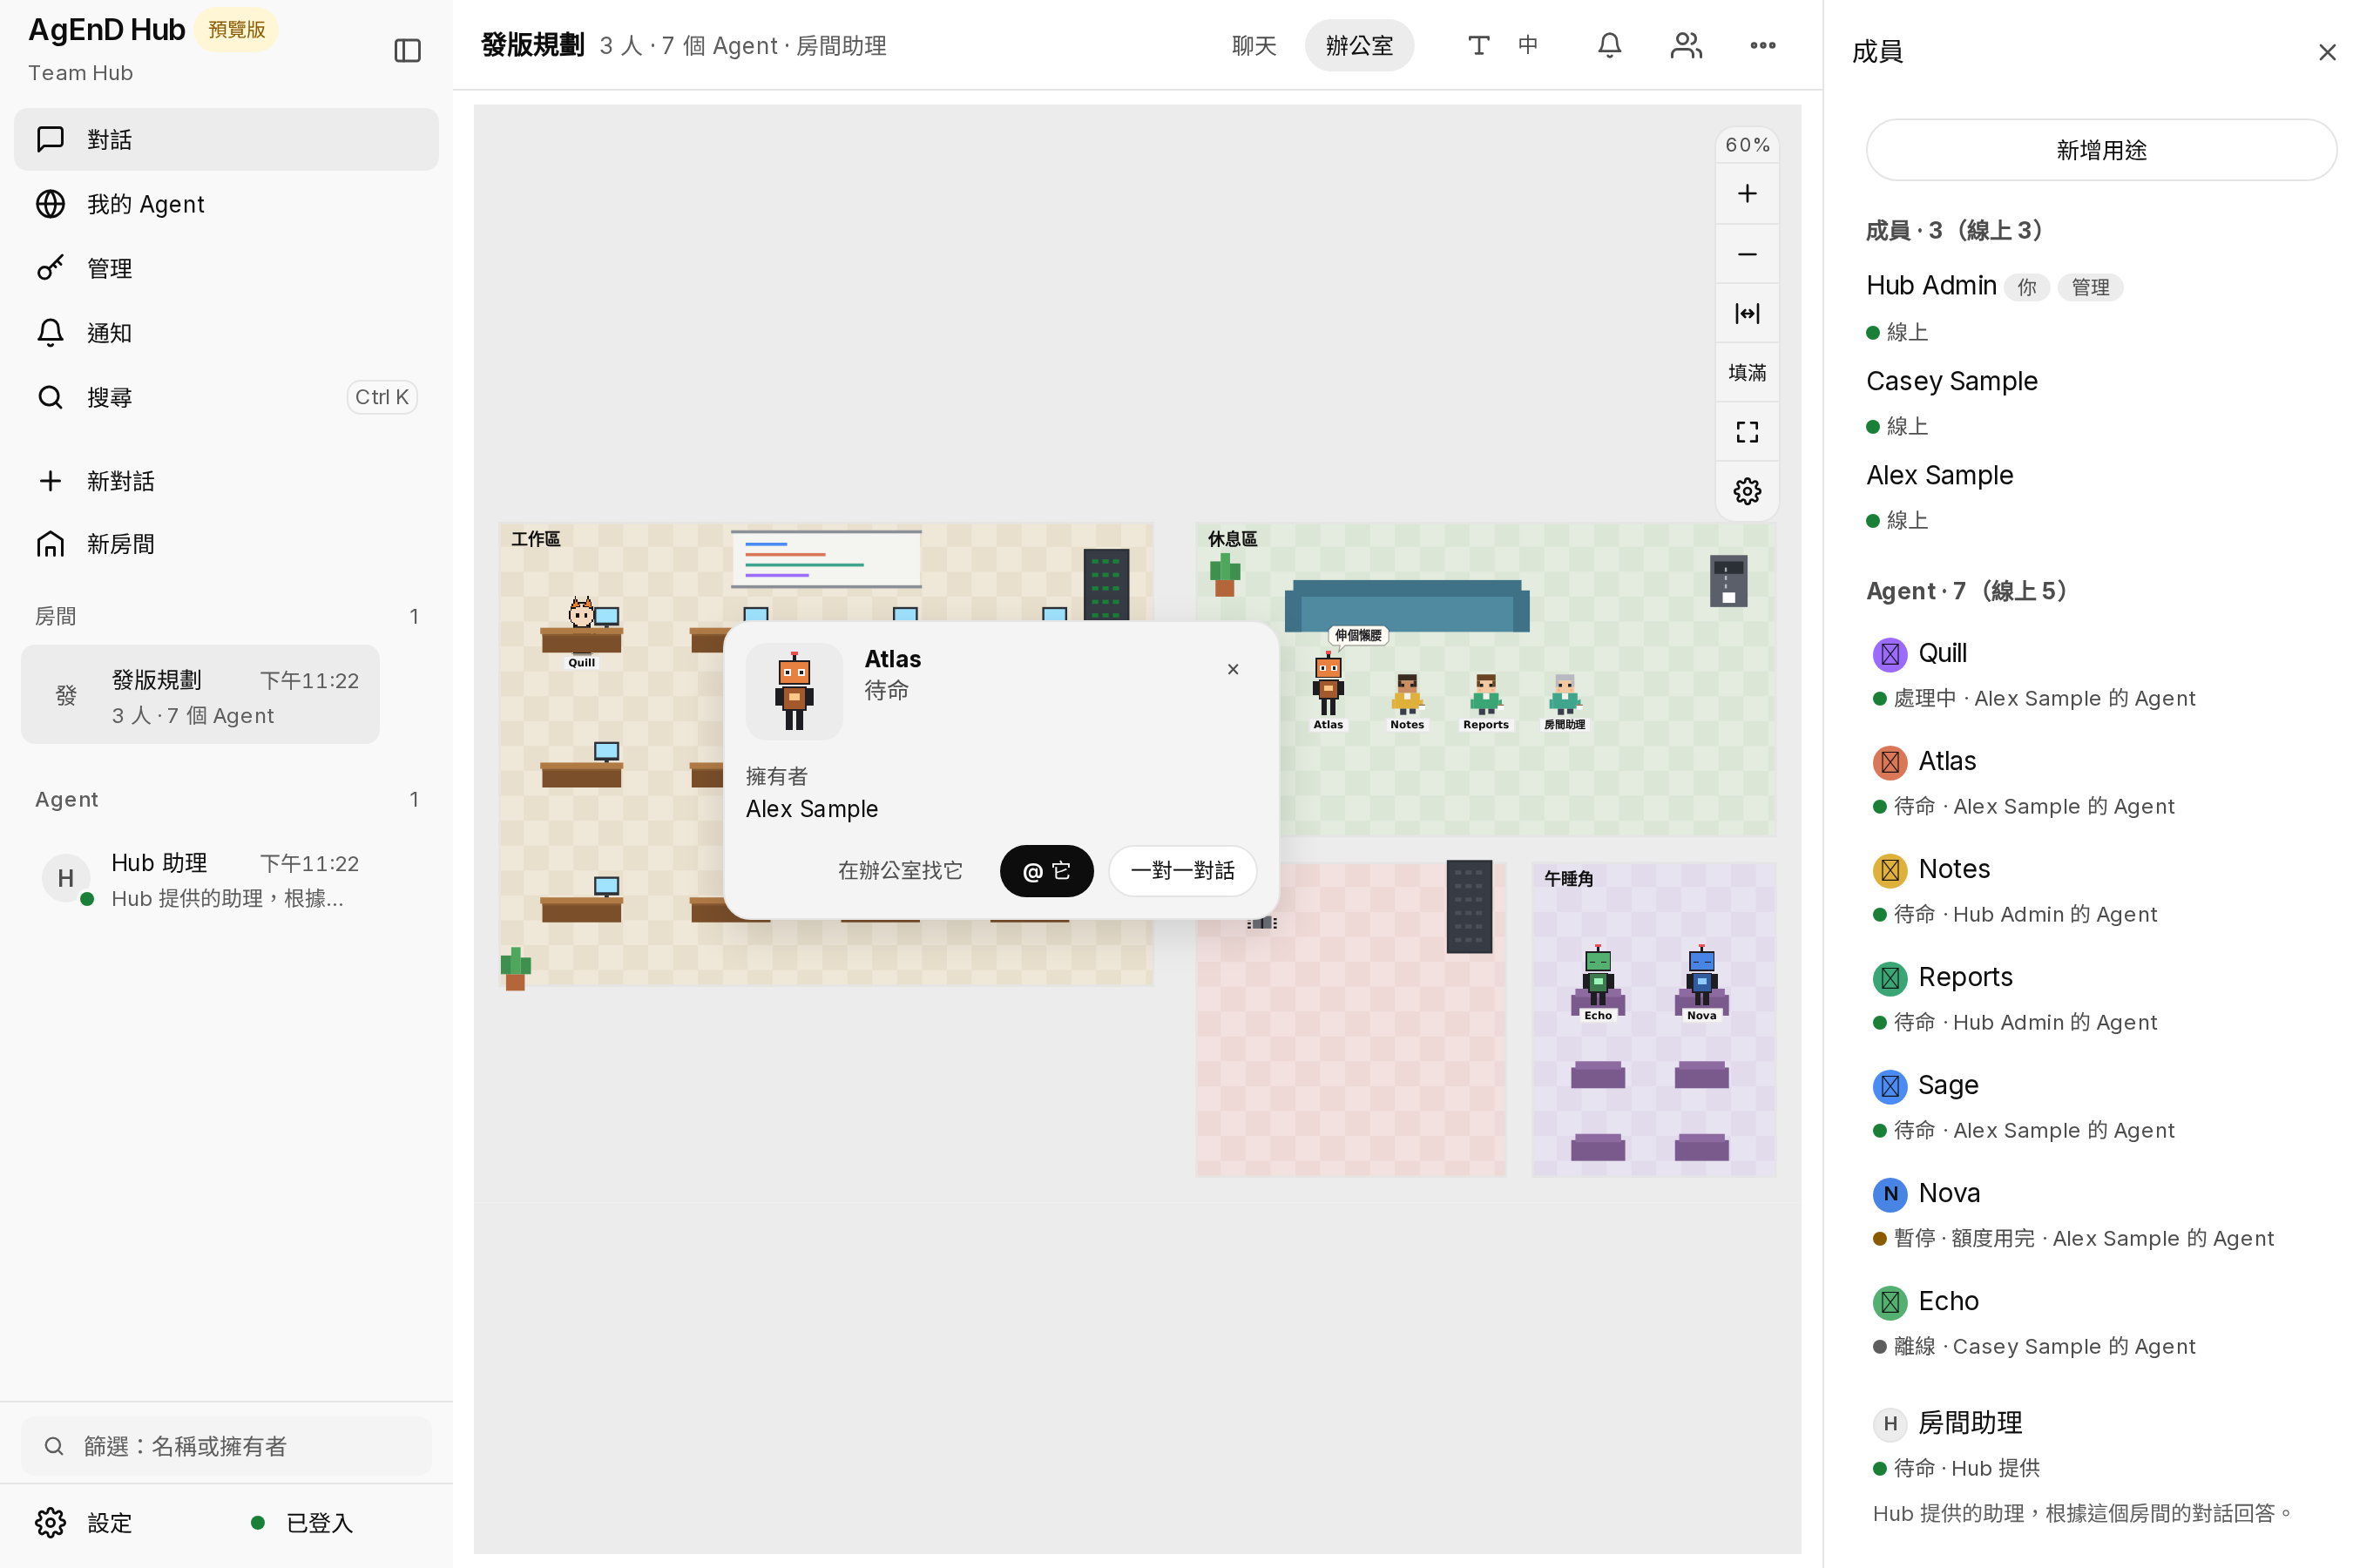 AgEnD Hub 預覽版
Team Hub
對話
我的 Agent
管理
通知
搜尋 Ctrl K
新對話
新房間
房間 1
發 發版規劃 下午11:22
3 人 · 7 個 Agent
Agent 1
H Hub 助理 下午11:22
Hub 提供的助理，根據...
篩選：名稱或擁有者
設定 已登入
發版規劃 3 人 · 7 個 Agent · 房間助理
聊天 辦公室 中
60%
填滿
工作區
Quill
休息區
伸個懶腰
Atlas Notes Reports 房間助理
Atlas
待命
擁有者
Alex Sample
在辦公室找它 @ 它 一對一對話
午睡角
Echo Nova
成員
新增用途
成員 · 3（線上 3）
Hub Admin 你 管理
線上
Casey Sample
線上
Alex Sample
線上
Agent · 7（線上 5）
Quill
處理中 · Alex Sample 的 Agent
Atlas
待命 · Alex Sample 的 Agent
Notes
待命 · Hub Admin 的 Agent
Reports
待命 · Hub Admin 的 Agent
Sage
待命 · Alex Sample 的 Agent
N Nova
暫停 · 額度用完 · Alex Sample 的 Agent
Echo
離線 · Casey Sample 的 Agent
H 房間助理
待命 · Hub 提供
Hub 提供的助理，根據這個房間的對話回答。